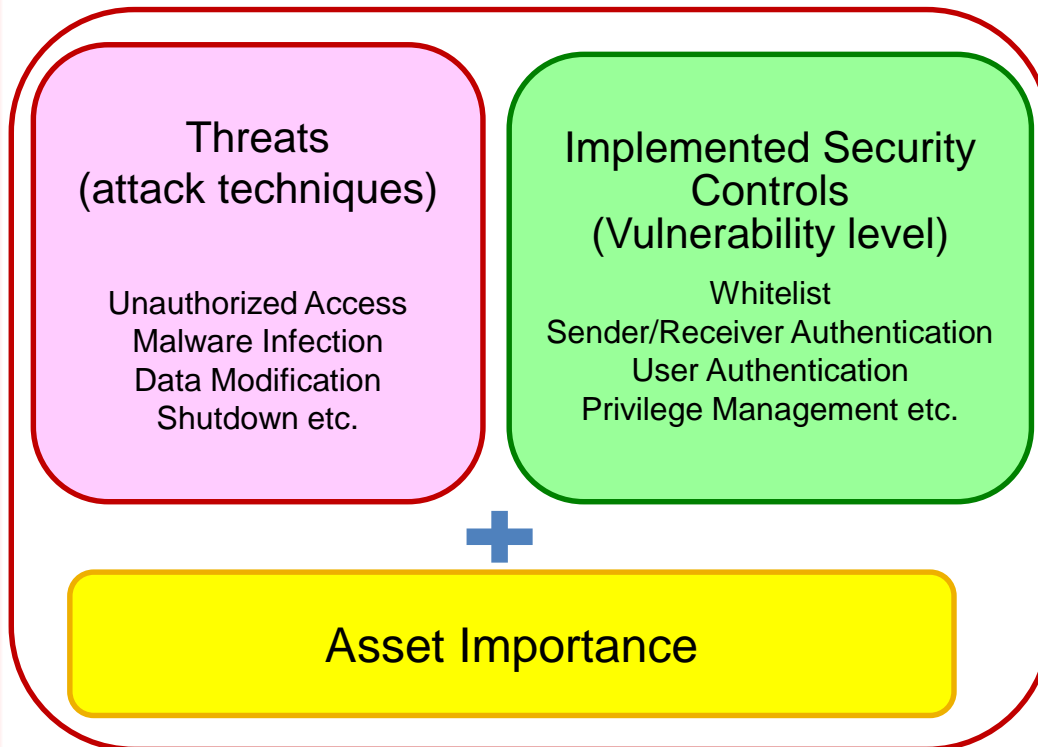 Threats
(attack techniques)
Unauthorized Access
Malware Infection
Data Modification
Shutdown etc.
Implemented Security
Controls
(Vulnerability level)
Whitelist
Sender/Receiver Authentication
User Authentication
Privilege Management etc.
Asset Importance